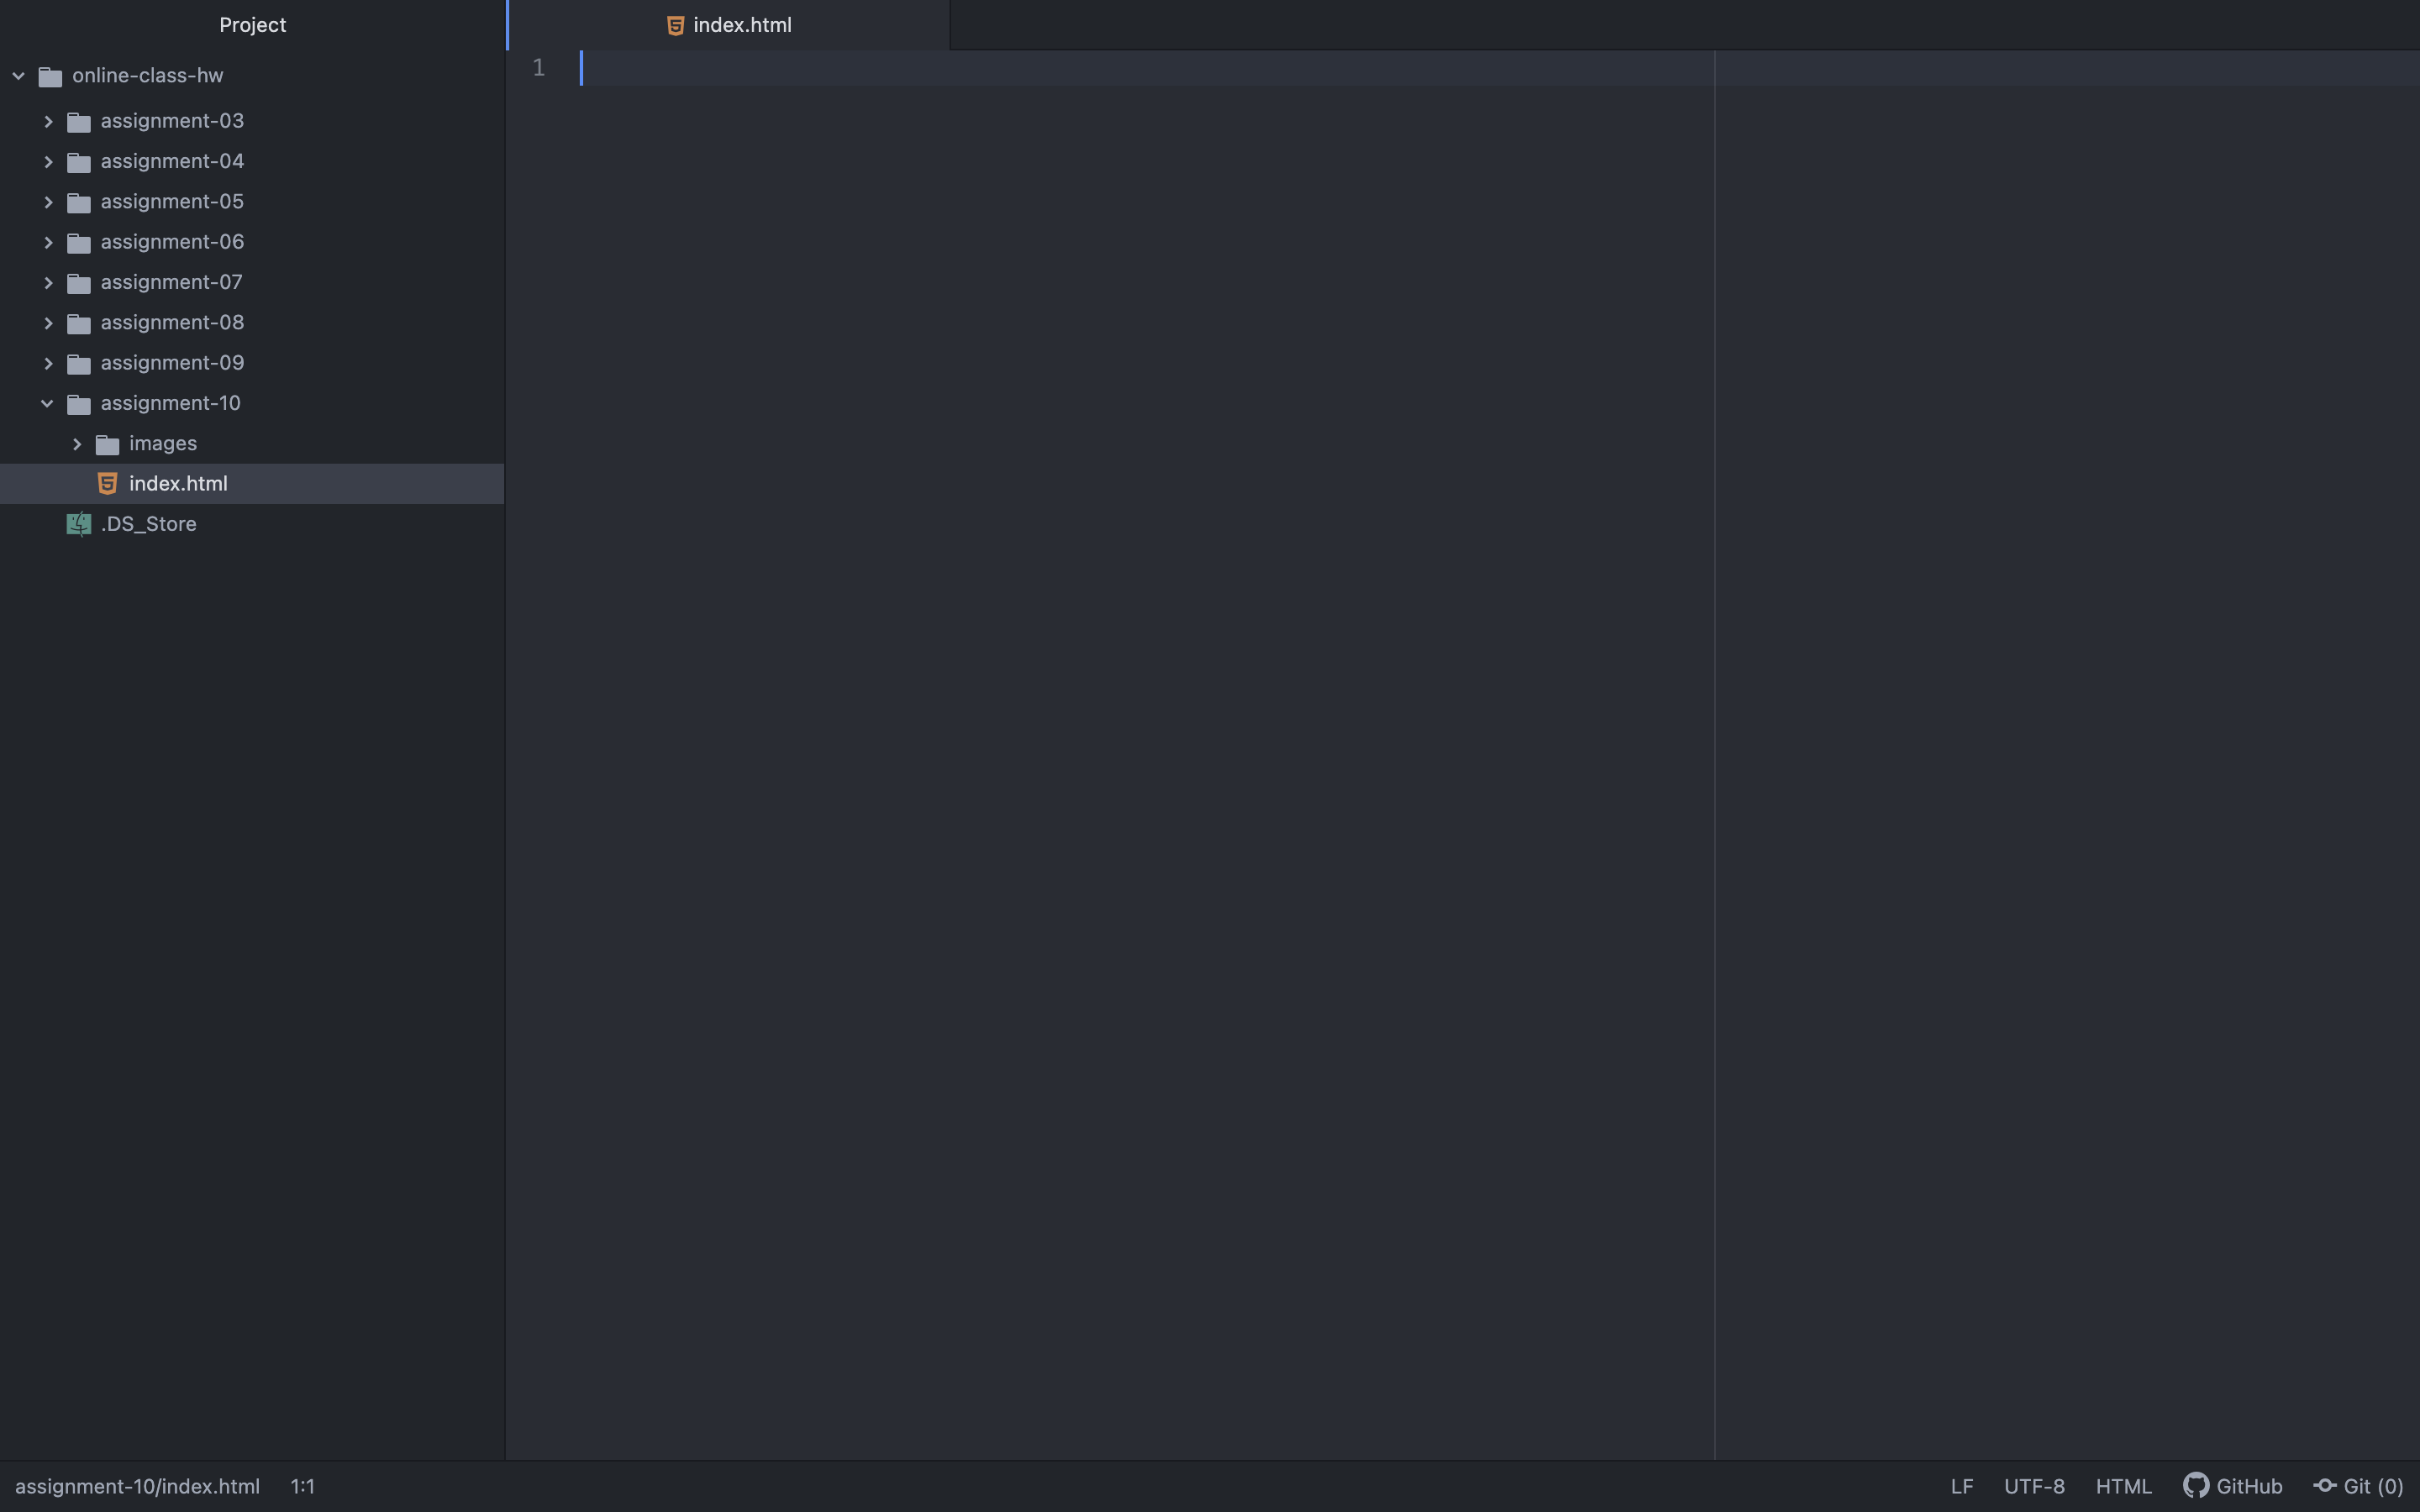 Project
online-class-hw
assignment-03
assignment-04
assignment-05
assignment-06
assignment-07
assignment-08
assignment-09
assignment-10
images
index.html
.DS_Store
index.html
1
assignment-10/index.html 1:1
LF UTF-8 HTML GitHub Git (0)